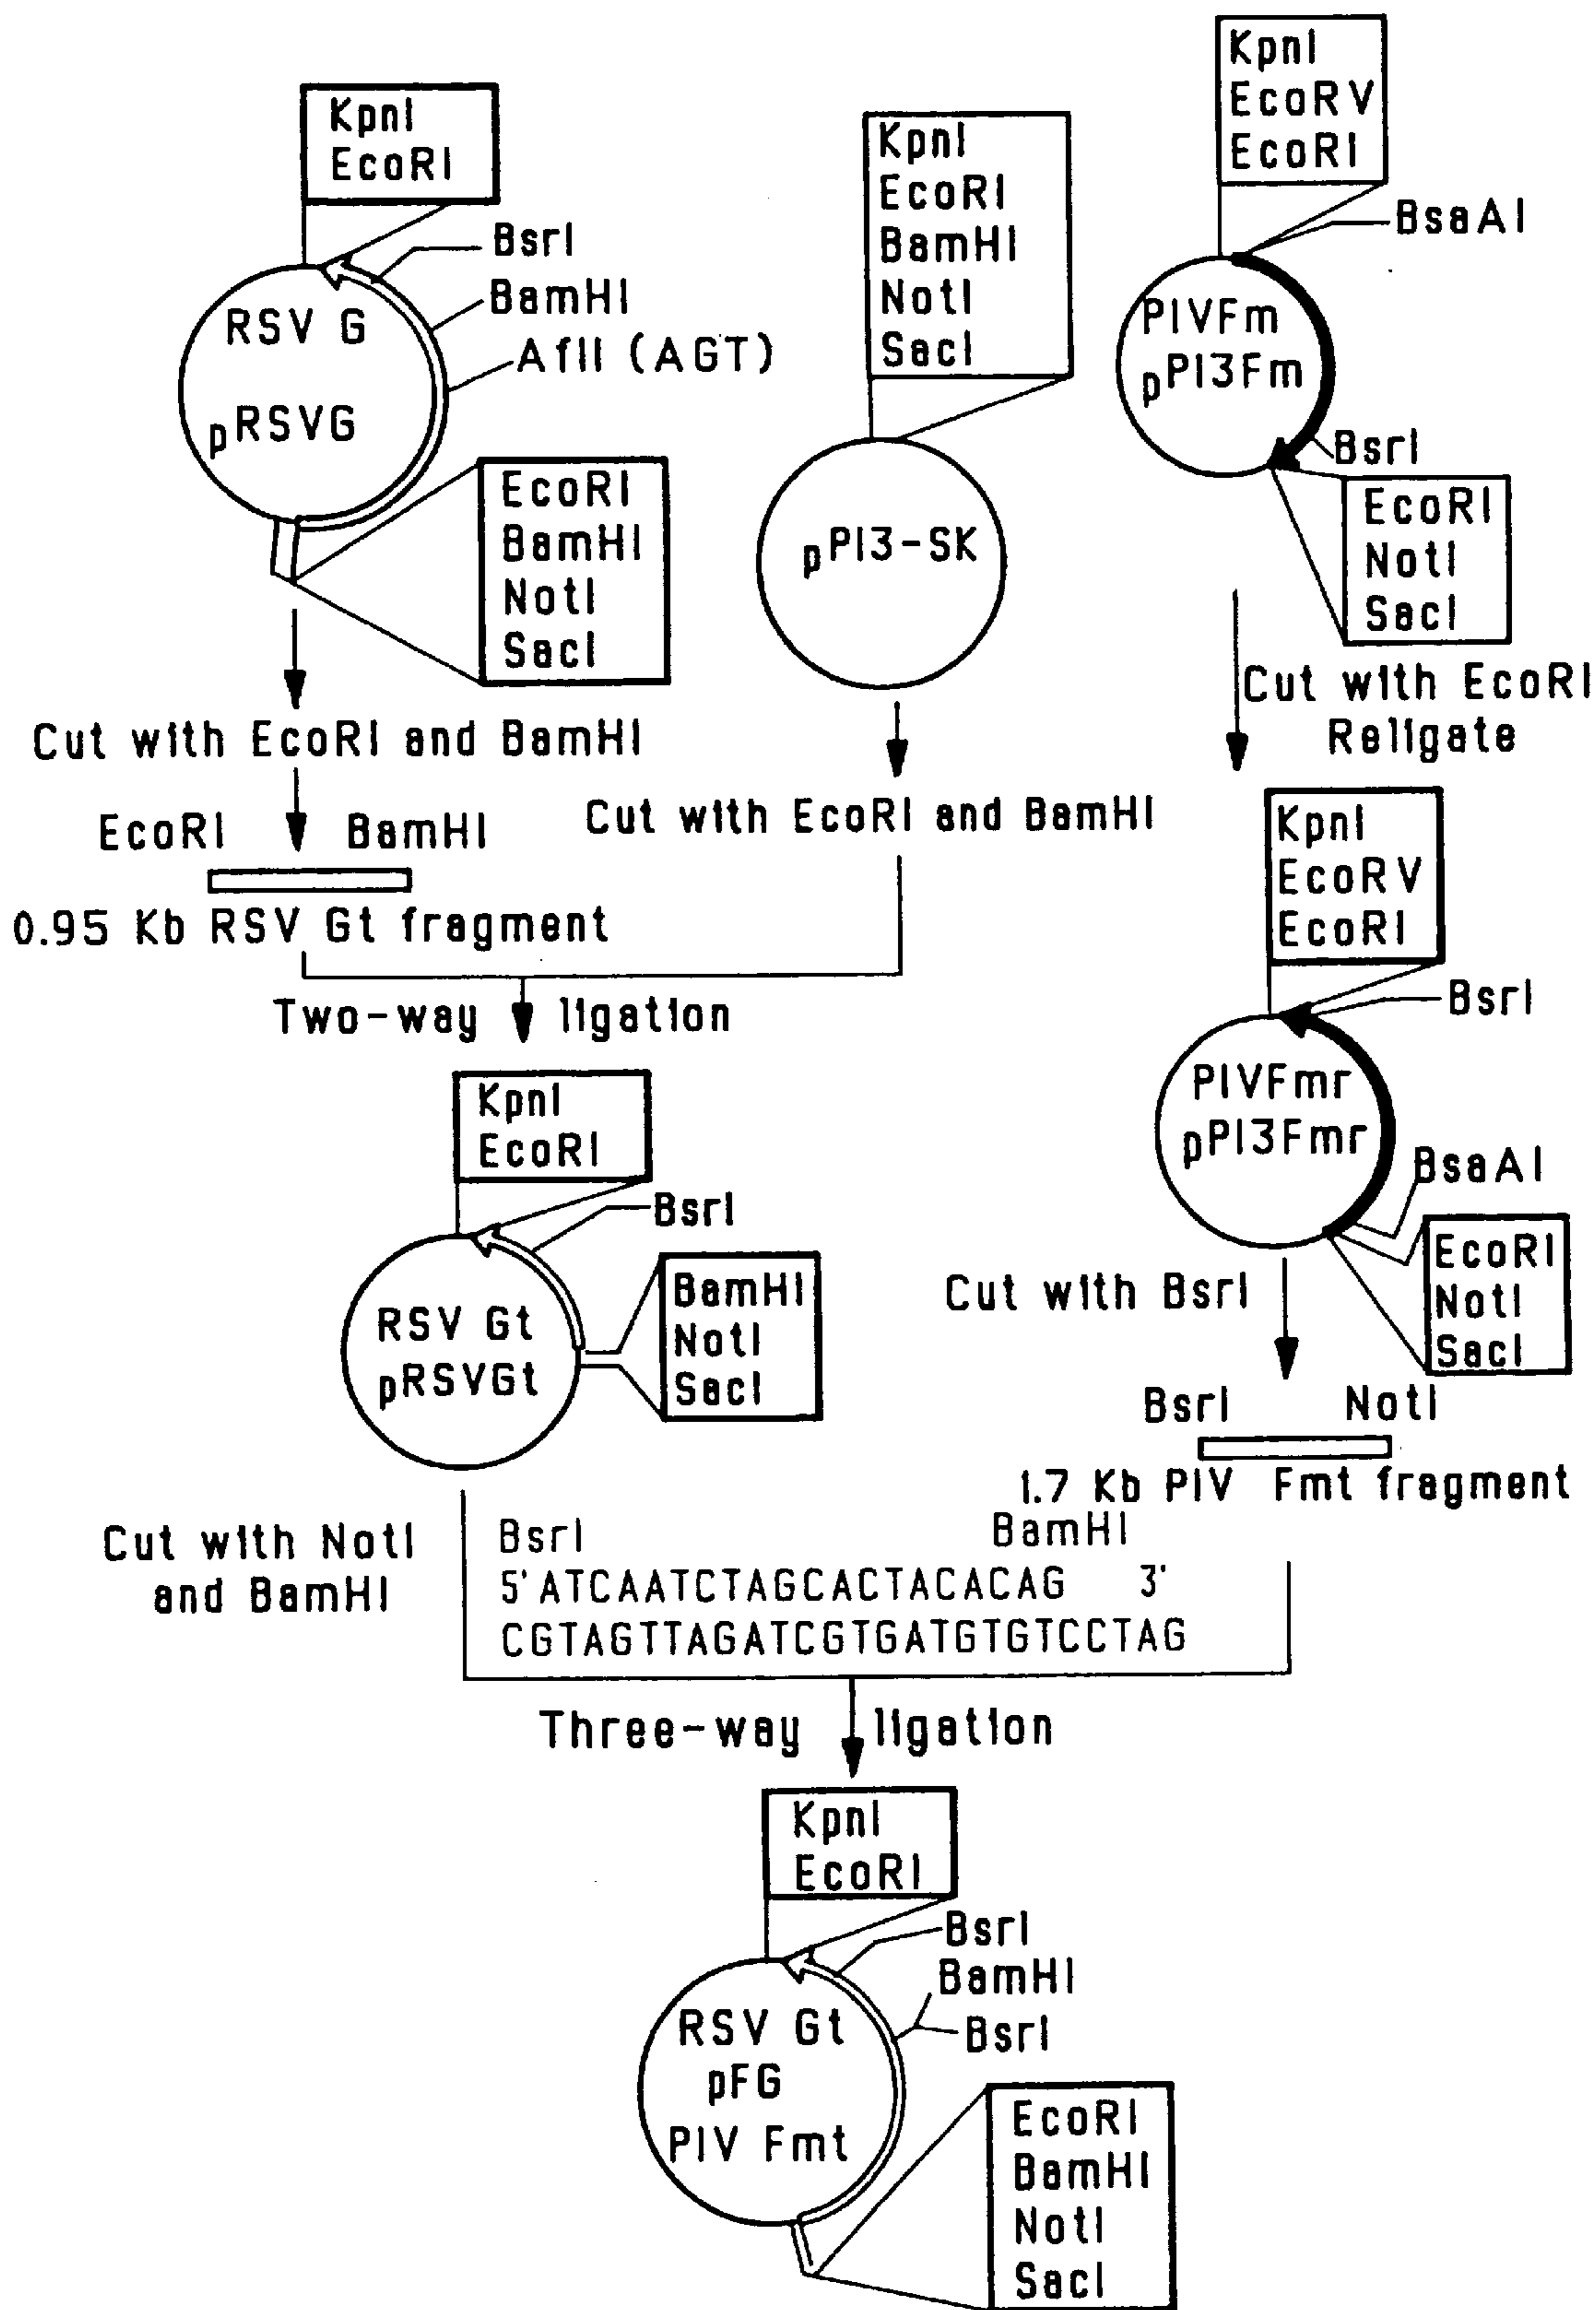 KpnI
EcoRI
BsrI
BamHI
AflII (AGT)
RSV G
pRSVG
EcoRI
BamHI
NotI
SacI
Cut with EcoRI and BamHI
EcoRI BamHI
0.95 Kb RSV Gt fragment
KpnI
EcoRI
BamHI
NotI
SacI
pPI3-SK
Cut with EcoRI and BamHI
KpnI
EcoRV
EcoRI
BsaAI
PIVFm
pPI3Fm
BsrI
EcoRI
NotI
SacI
Cut with EcoRI
Religate
KpnI
EcoRV
EcoRI
BsrI
PIVFmr
pPI3Fmr
BsaAI
EcoRI
NotI
SacI
Cut with BsrI
BsrI NotI
1.7 Kb PIV Fmt fragment
Two-way ligation
KpnI
EcoRI
BsrI
RSV Gt
pRSVGt
BamHI
NotI
SacI
Cut with NotI
and BamHI
BsrI BamHI
5' ATCAATCTAGCACTACACAG 3'
CGTAGTTAGATCGTGATGTGTCCTAG
Three-way ligation
KpnI
EcoRI
BsrI
BamHI
BsrI
RSV Gt
pFG
PIV Fmt
EcoRI
BamHI
NotI
SacI